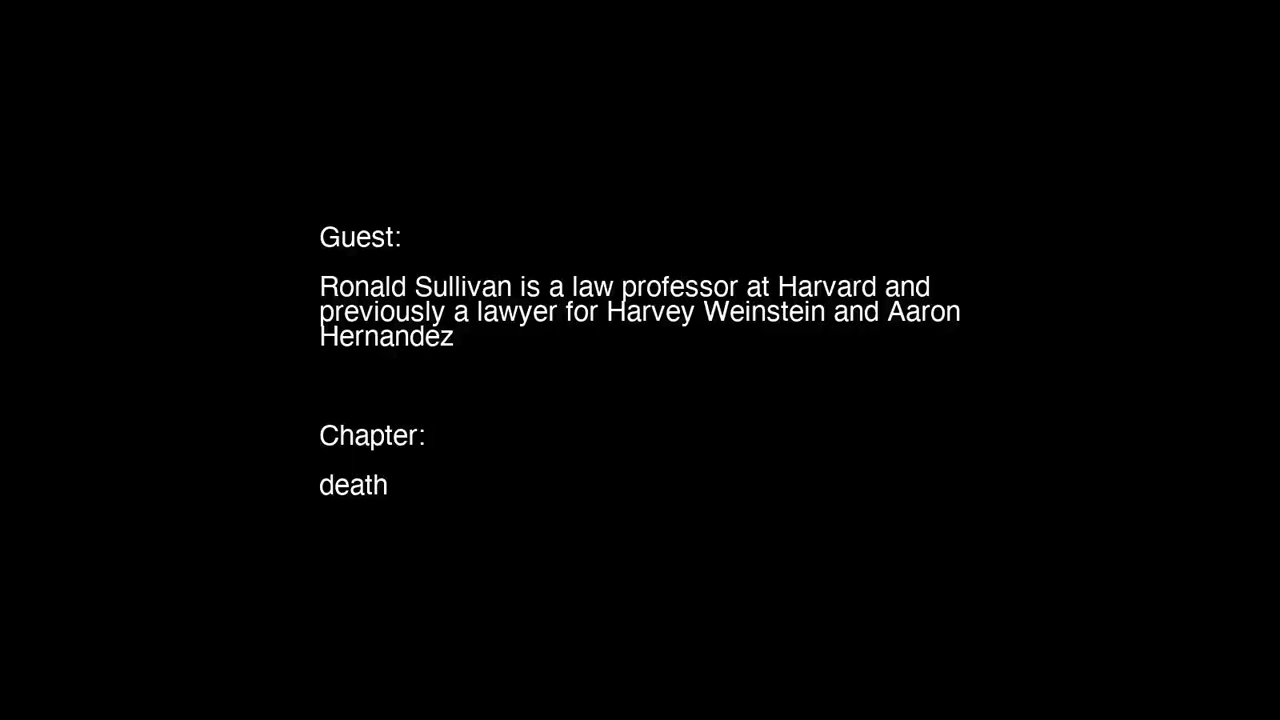 Guest:
Ronald Sullivan is a law professor at Harvard and
previously a lawyer for Harvey Weinstein and Aaron
Hernandez
Chapter:
death